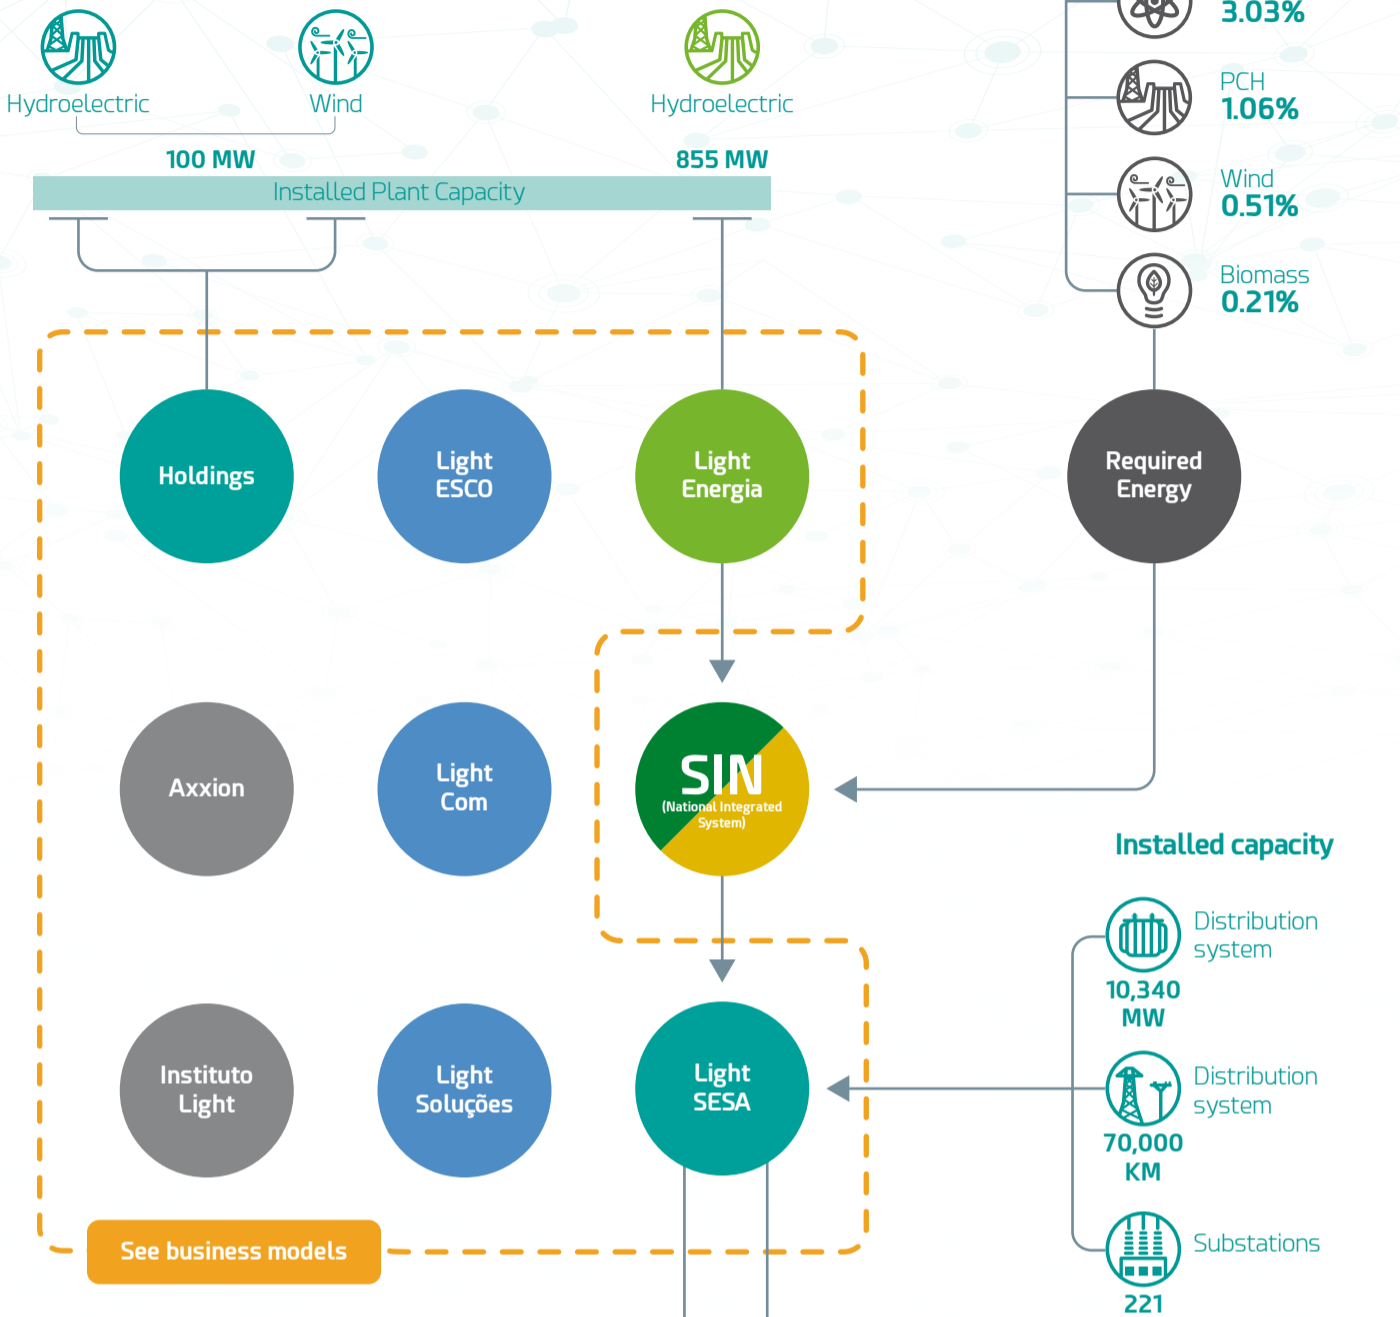 Hydroelectric
Wind
Hydroelectric
100 MW
855 MW
Installed Plant Capacity
3.03%
PCH
1.06%
Wind
0.51%
Biomass
0.21%
Holdings
Light
ESCO
Light
Energia
Required
Energy
Axxion
Light
Com
SIN
(National Integrated
System)
Instituto
Light
Light
Soluções
Light
SESA
See business models
Installed capacity
Distribution
system
10,340
MW
Distribution
system
70,000
KM
Substations
221